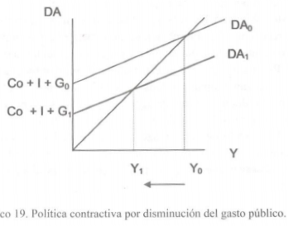 DA
DA₀
DA₁
Co + I + G₀
Co + I + G₁
Y
Y₁ Y₀
co 19. Política contractiva por disminución del gasto público.